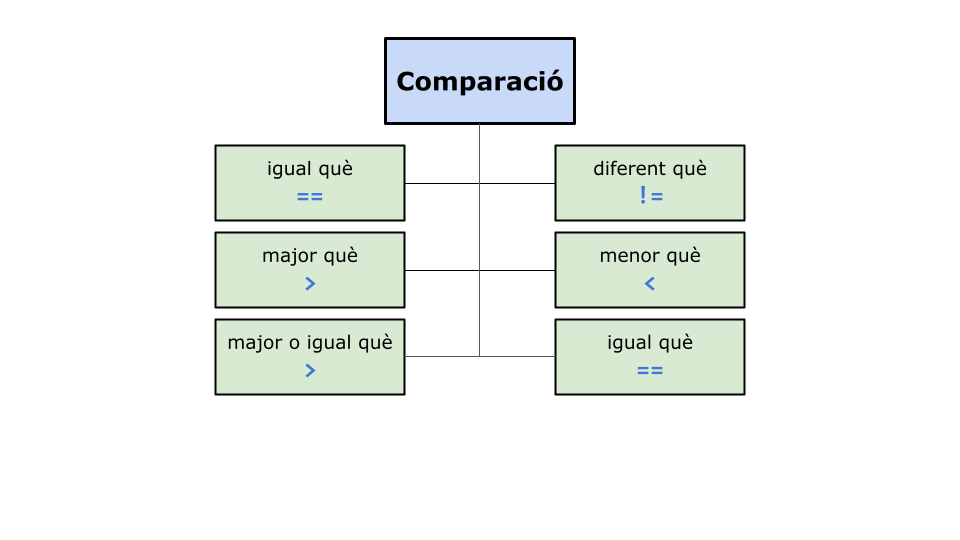 Comparació
igual què
==
diferent què
!=
major què
>
menor què
<
major o igual què
>
igual què
==